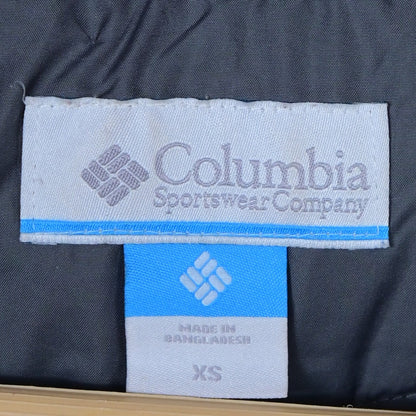 Columbia
Sportswear Company
MADE IN
BANGLADESH
XS